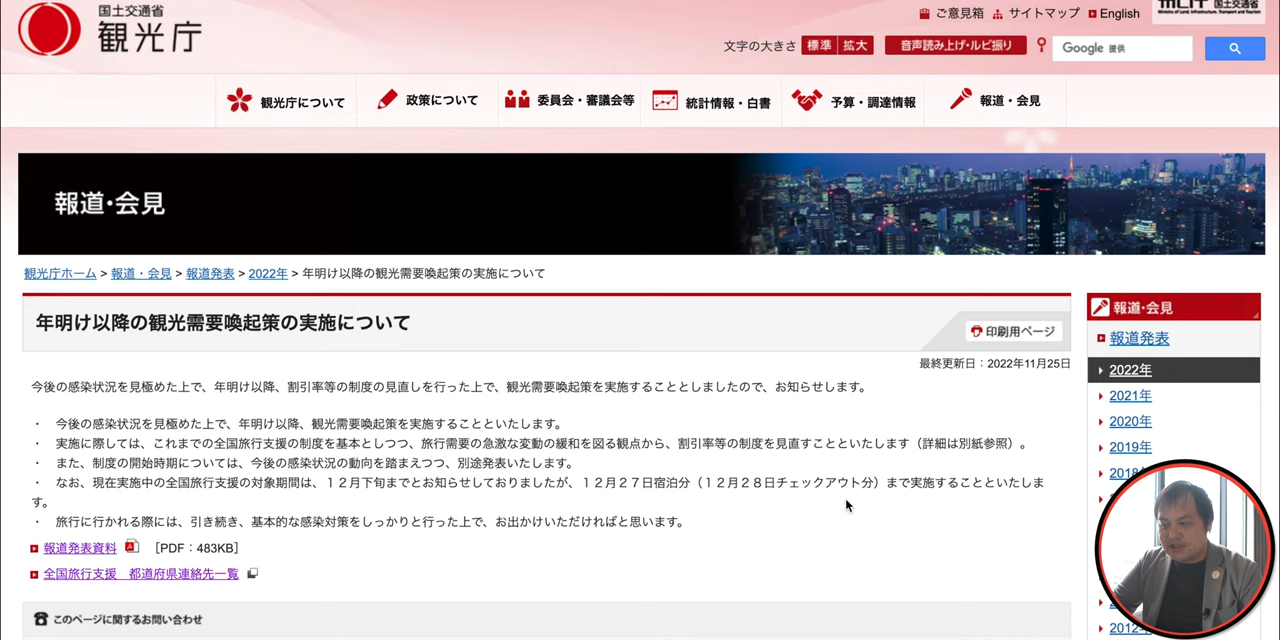 国土交通省
観光庁
ご意見箱 サイトマップ English
国土交通省
Ministry of Land, Infrastructure, Transport and Tourism
文字の大きさ 標準 拡大 音声読み上げ・ルビ振り Google 提供
観光庁について 政策について 委員会・審議会等 統計情報・白書 予算・調達情報 報道・会見
報道・会見
観光庁ホーム > 報道・会見 > 報道発表 > 2022年 > 年明け以降の観光需要喚起策の実施について
年明け以降の観光需要喚起策の実施について
印刷用ページ
最終更新日：2022年11月25日
今後の感染状況を見極めた上で、年明け以降、割引率等の制度の見直しを行った上で、観光需要喚起策を実施することとしましたので、お知らせします。
・ 今後の感染状況を見極めた上で、年明け以降、観光需要喚起策を実施することといたします。
・ 実施に際しては、これまでの全国旅行支援の制度を基本としつつ、旅行需要の急激な変動の緩和を図る観点から、割引率等の制度を見直すことといたします（詳細は別紙参照）。
・ また、制度の開始時期については、今後の感染状況の動向を踏まえつつ、別途発表いたします。
・ なお、現在実施中の全国旅行支援の対象期間は、１２月下旬までとお知らせしておりましたが、１２月２７日宿泊分（１２月２８日チェックアウト分）まで実施することといたしま
す。
・ 旅行に行かれる際には、引き続き、基本的な感染対策をしっかりと行った上で、お出かけいただければと思います。
報道発表資料 ［PDF：483KB］
全国旅行支援 都道府県連絡先一覧
このページに関するお問い合わせ
報道・会見
報道発表
2022年
2021年
2020年
2019年
2018
2012